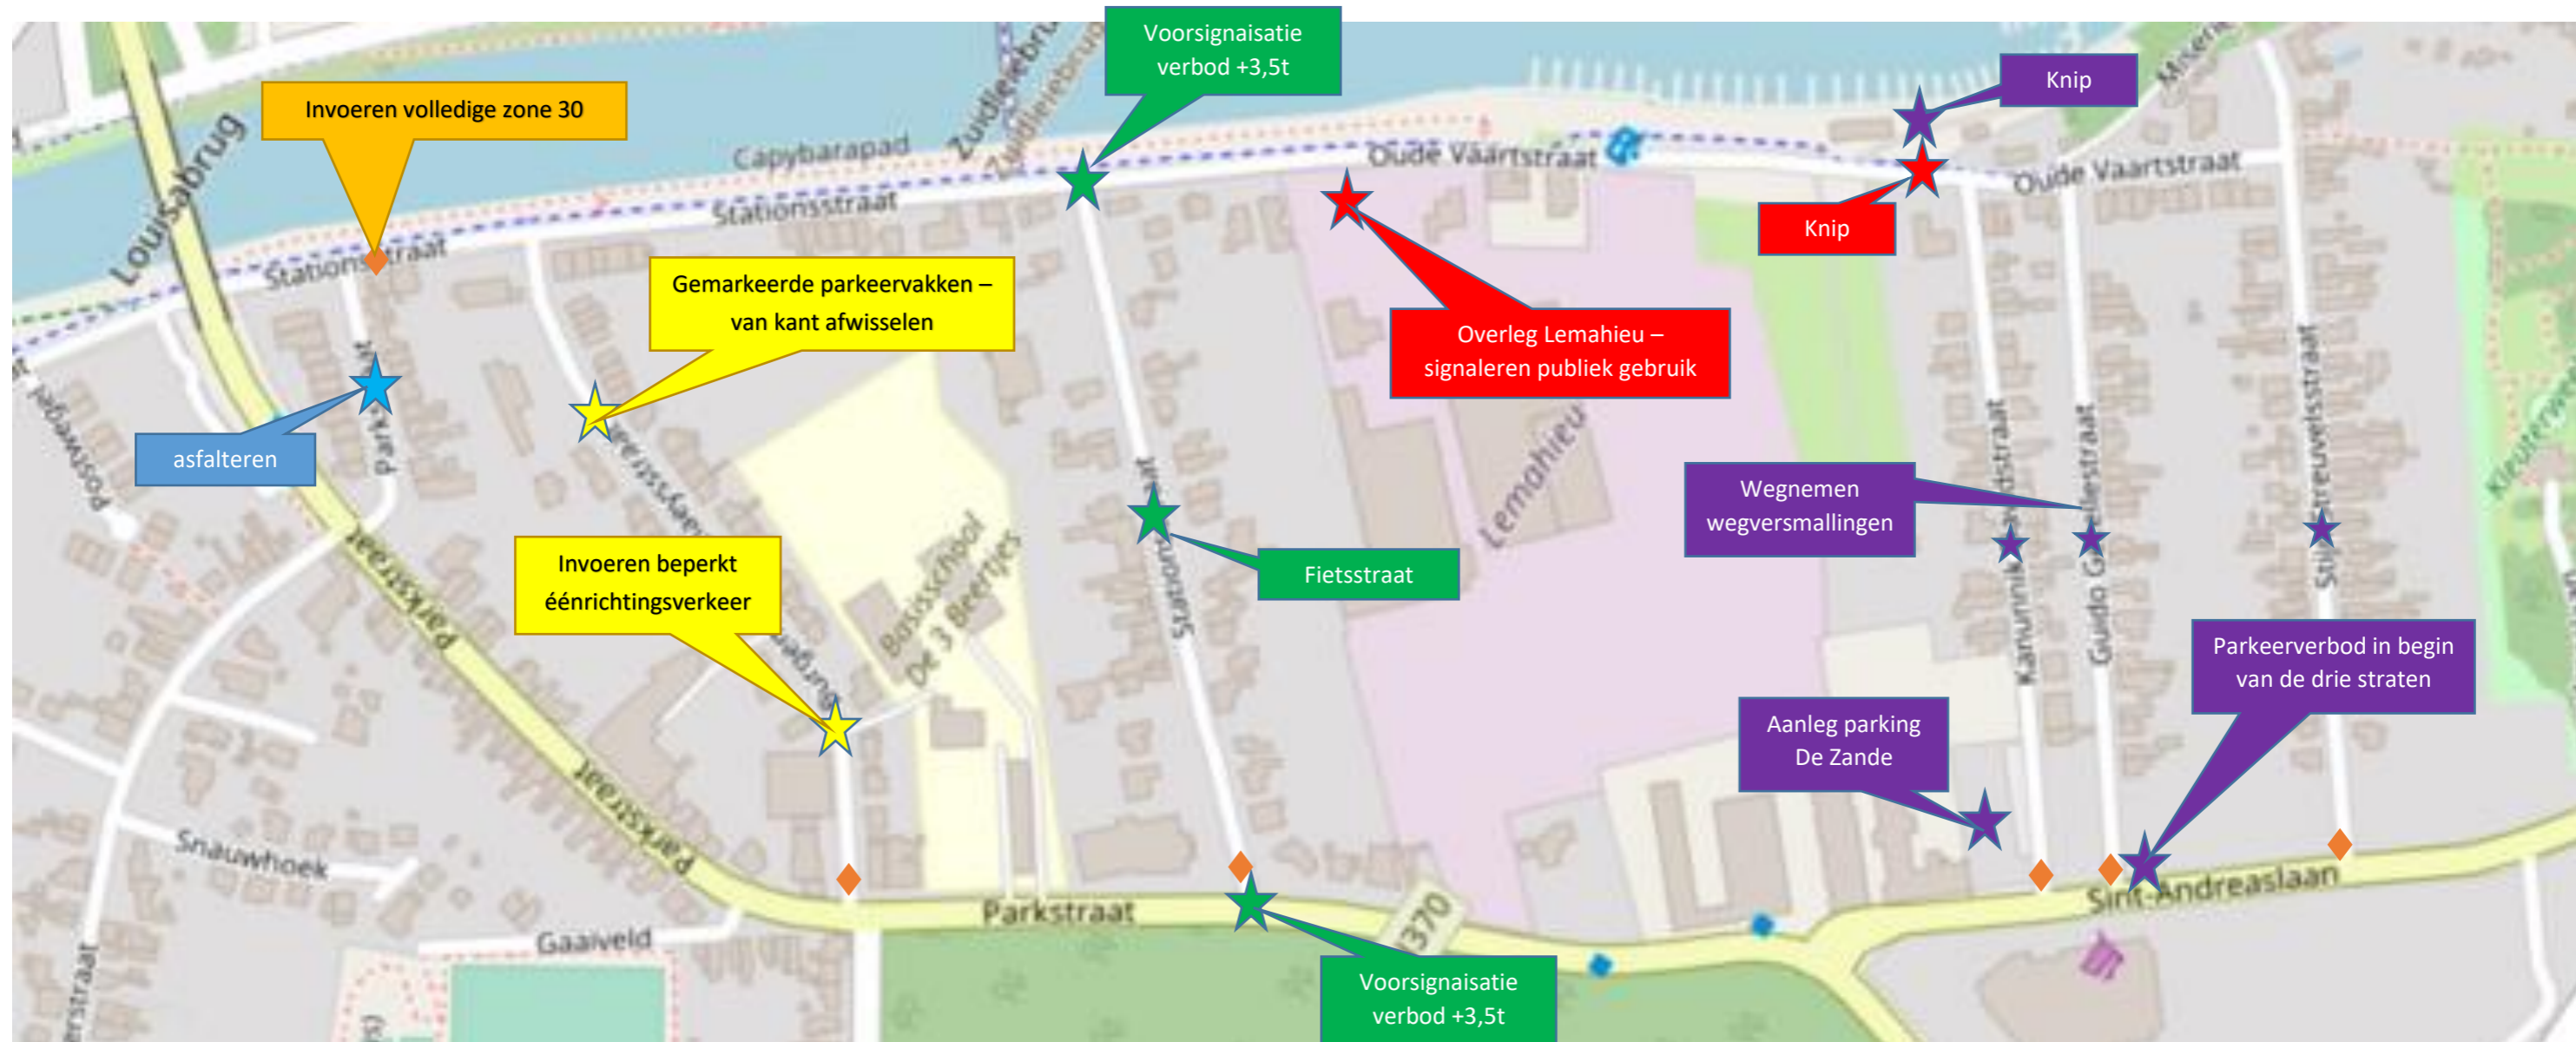 Voorsignaisatie
verbod +3,5t
Knip
Invoeren volledige zone 30
Louisabrug
Capybarapad
Oude Vaartstraat
Oude Vaartstraat
Stationsstraat
Knip
Gemarkeerde parkeervakken –
van kant afwisselen
Overleg Lemahieu –
signaleren publiek gebruik
asfalteren
Postwegel
Lemahieu
Wegnemen
wegversmallingen
Fietsstraat
Invoeren beperkt
éénrichtingsverkeer
Basisschool
De 3 Beertjes
Parkstraat
Parkeerverbod in begin
van de drie straten
Aanleg parking
De Zande
Parkstraat
Snauwhoek
Sint-Andreaslaan
Parkstraat
Gaaiveld
Voorsignaisatie
verbod +3,5t